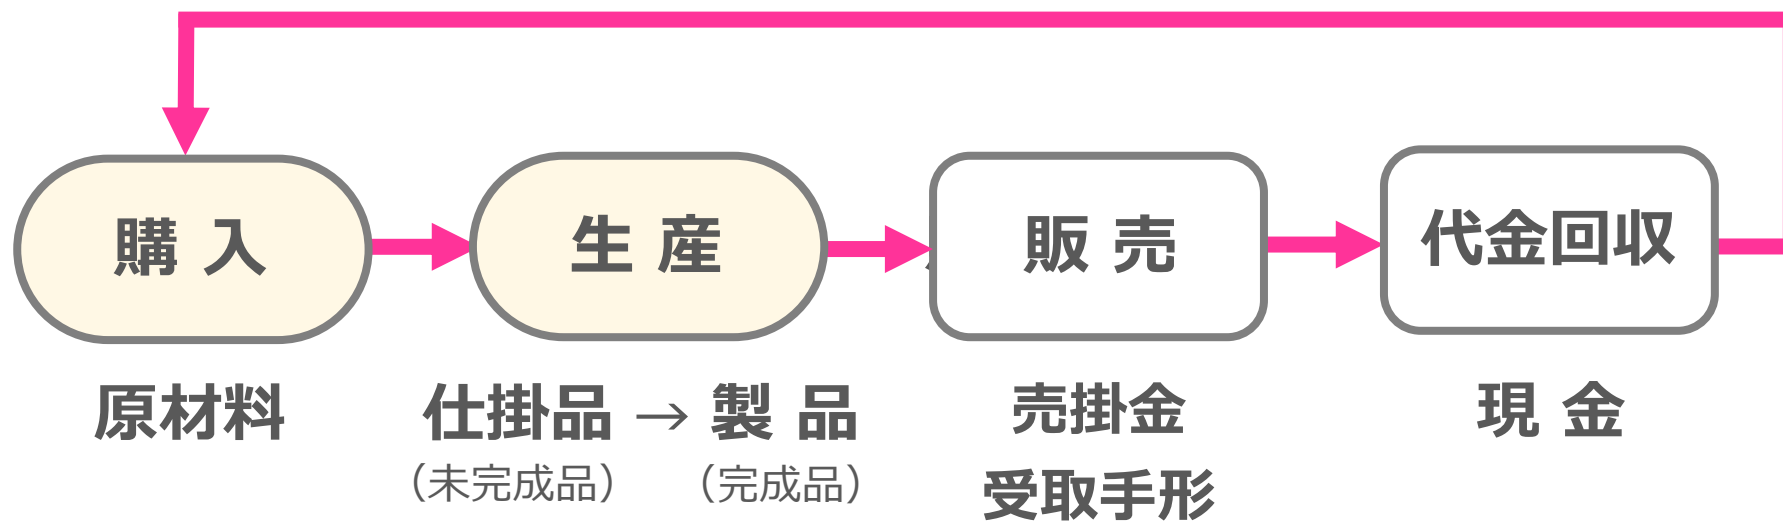 購 入
生 産
販 売
代金回収
原材料
仕掛品 → 製 品
（未完成品） （完成品）
売掛金
受取手形
現 金